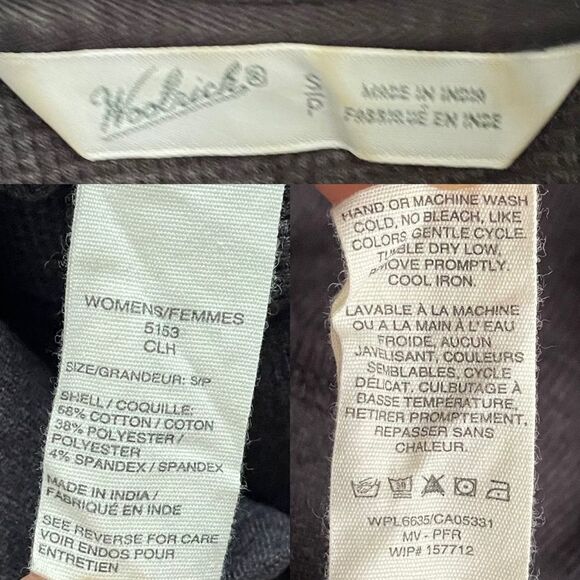 Woolrich®
S/G.
MADE IN INDIA
FABRIQUÉ EN INDE
WOMENS/FEMMES
5153
CLH
SIZE/GRANDEUR: S/P
SHELL / COQUILLE:
58% COTTON / COTON
38% POLYESTER /
POLYESTER
4% SPANDEX / SPANDEX
MADE IN INDIA /
FABRIQUÉ EN INDE
SEE REVERSE FOR CARE
VOIR ENDOS POUR
ENTRETIEN
HAND OR MACHINE WASH
COLD, NO BLEACH, LIKE
COLORS GENTLE CYCLE
TUMBLE DRY LOW,
REMOVE PROMPTLY.
COOL IRON.
LAVABLE À LA MACHINE
OU A LA MAIN À L'EAU
FROIDE, AUCUN
JAVELISANT, COULEURS
SEMBLABLES, CYCLE
DÉLICAT, CULBUTAGE À
BASSE TEMPÉRATURE,
RETIRER PROMPTEMENT,
REPASSER SANS
CHALEUR.
WPL6635/CA05331
MV - PFR
WIP# 157712